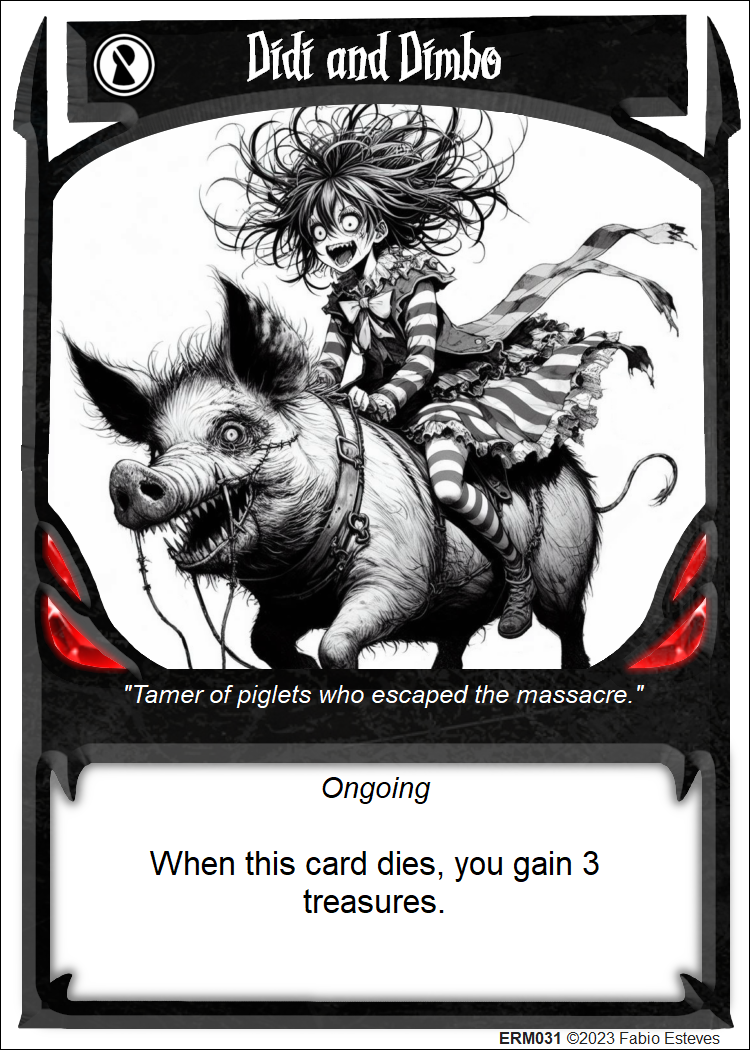 Didi and Dimbo
"Tamer of piglets who escaped the massacre."
Ongoing
When this card dies, you gain 3
treasures.
ERM031 ©2023 Fabio Esteves